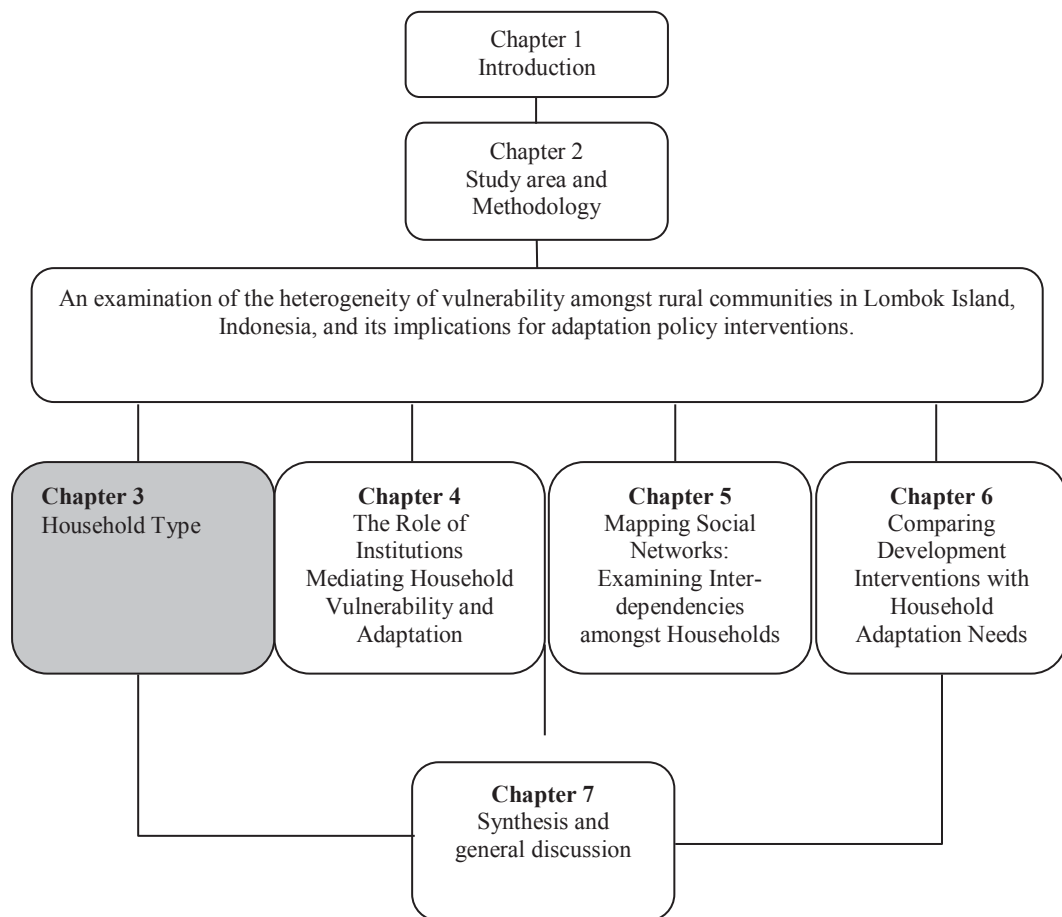 Chapter 1
Introduction
Chapter 2
Study area and
Methodology
An examination of the heterogeneity of vulnerability amongst rural communities in Lombok Island,
Indonesia, and its implications for adaptation policy interventions.
Chapter 3
Household Type
Chapter 4
The Role of
Institutions
Mediating Household
Vulnerability and
Adaptation
Chapter 5
Mapping Social
Networks:
Examining Inter-
dependencies
amongst Households
Chapter 6
Comparing
Development
Interventions with
Household
Adaptation Needs
Chapter 7
Synthesis and
general discussion